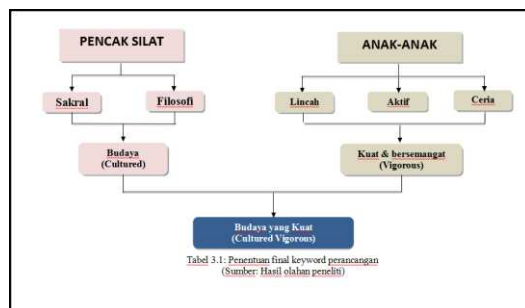 PENCAK SILAT
ANAK-ANAK
Sakral
Filosofi
Lincah
Aktif
Ceria
Budaya
(Cultured)
Kuat & bersemangat
(Vigorous)
Budaya yang Kuat
(Cultured Vigorous)
Tabel 3.1: Penentuan final keyword perancangan
(Sumber: Hasil olahan peneliti)